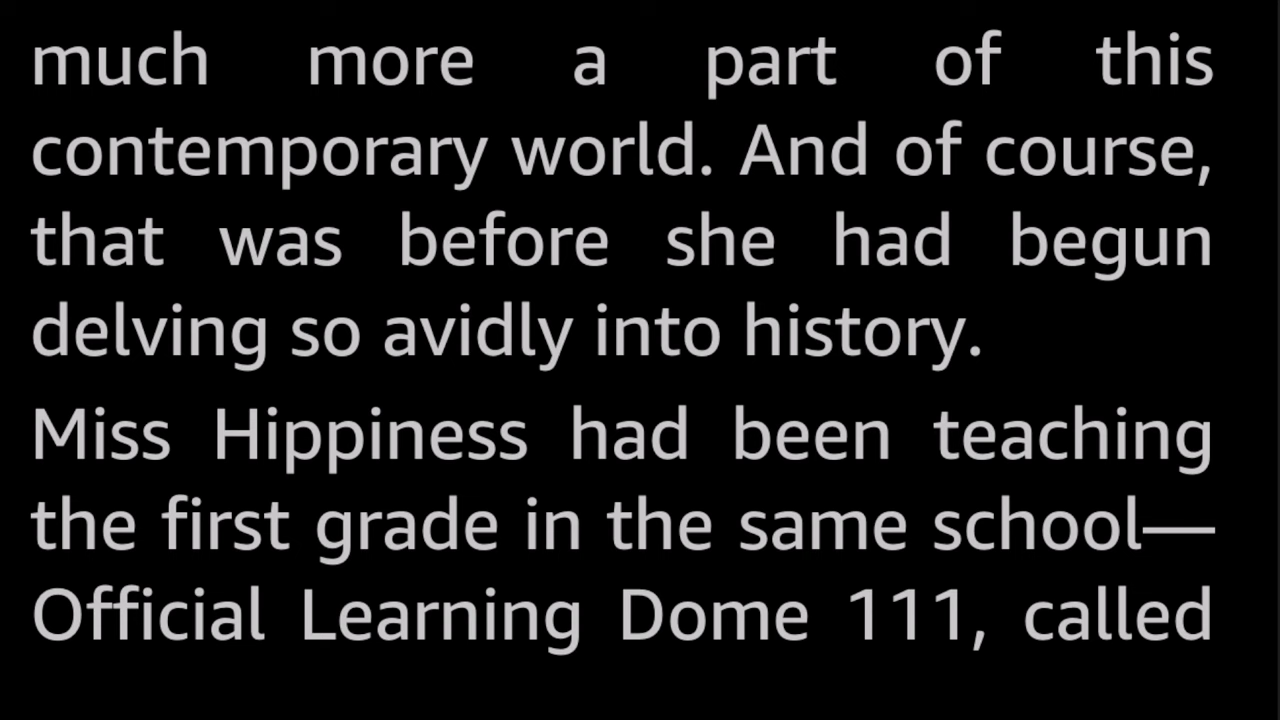 much more a part of this
contemporary world. And of course,
that was before she had begun
delving so avidly into history.
Miss Hippiness had been teaching
the first grade in the same school—
Official Learning Dome 111, called